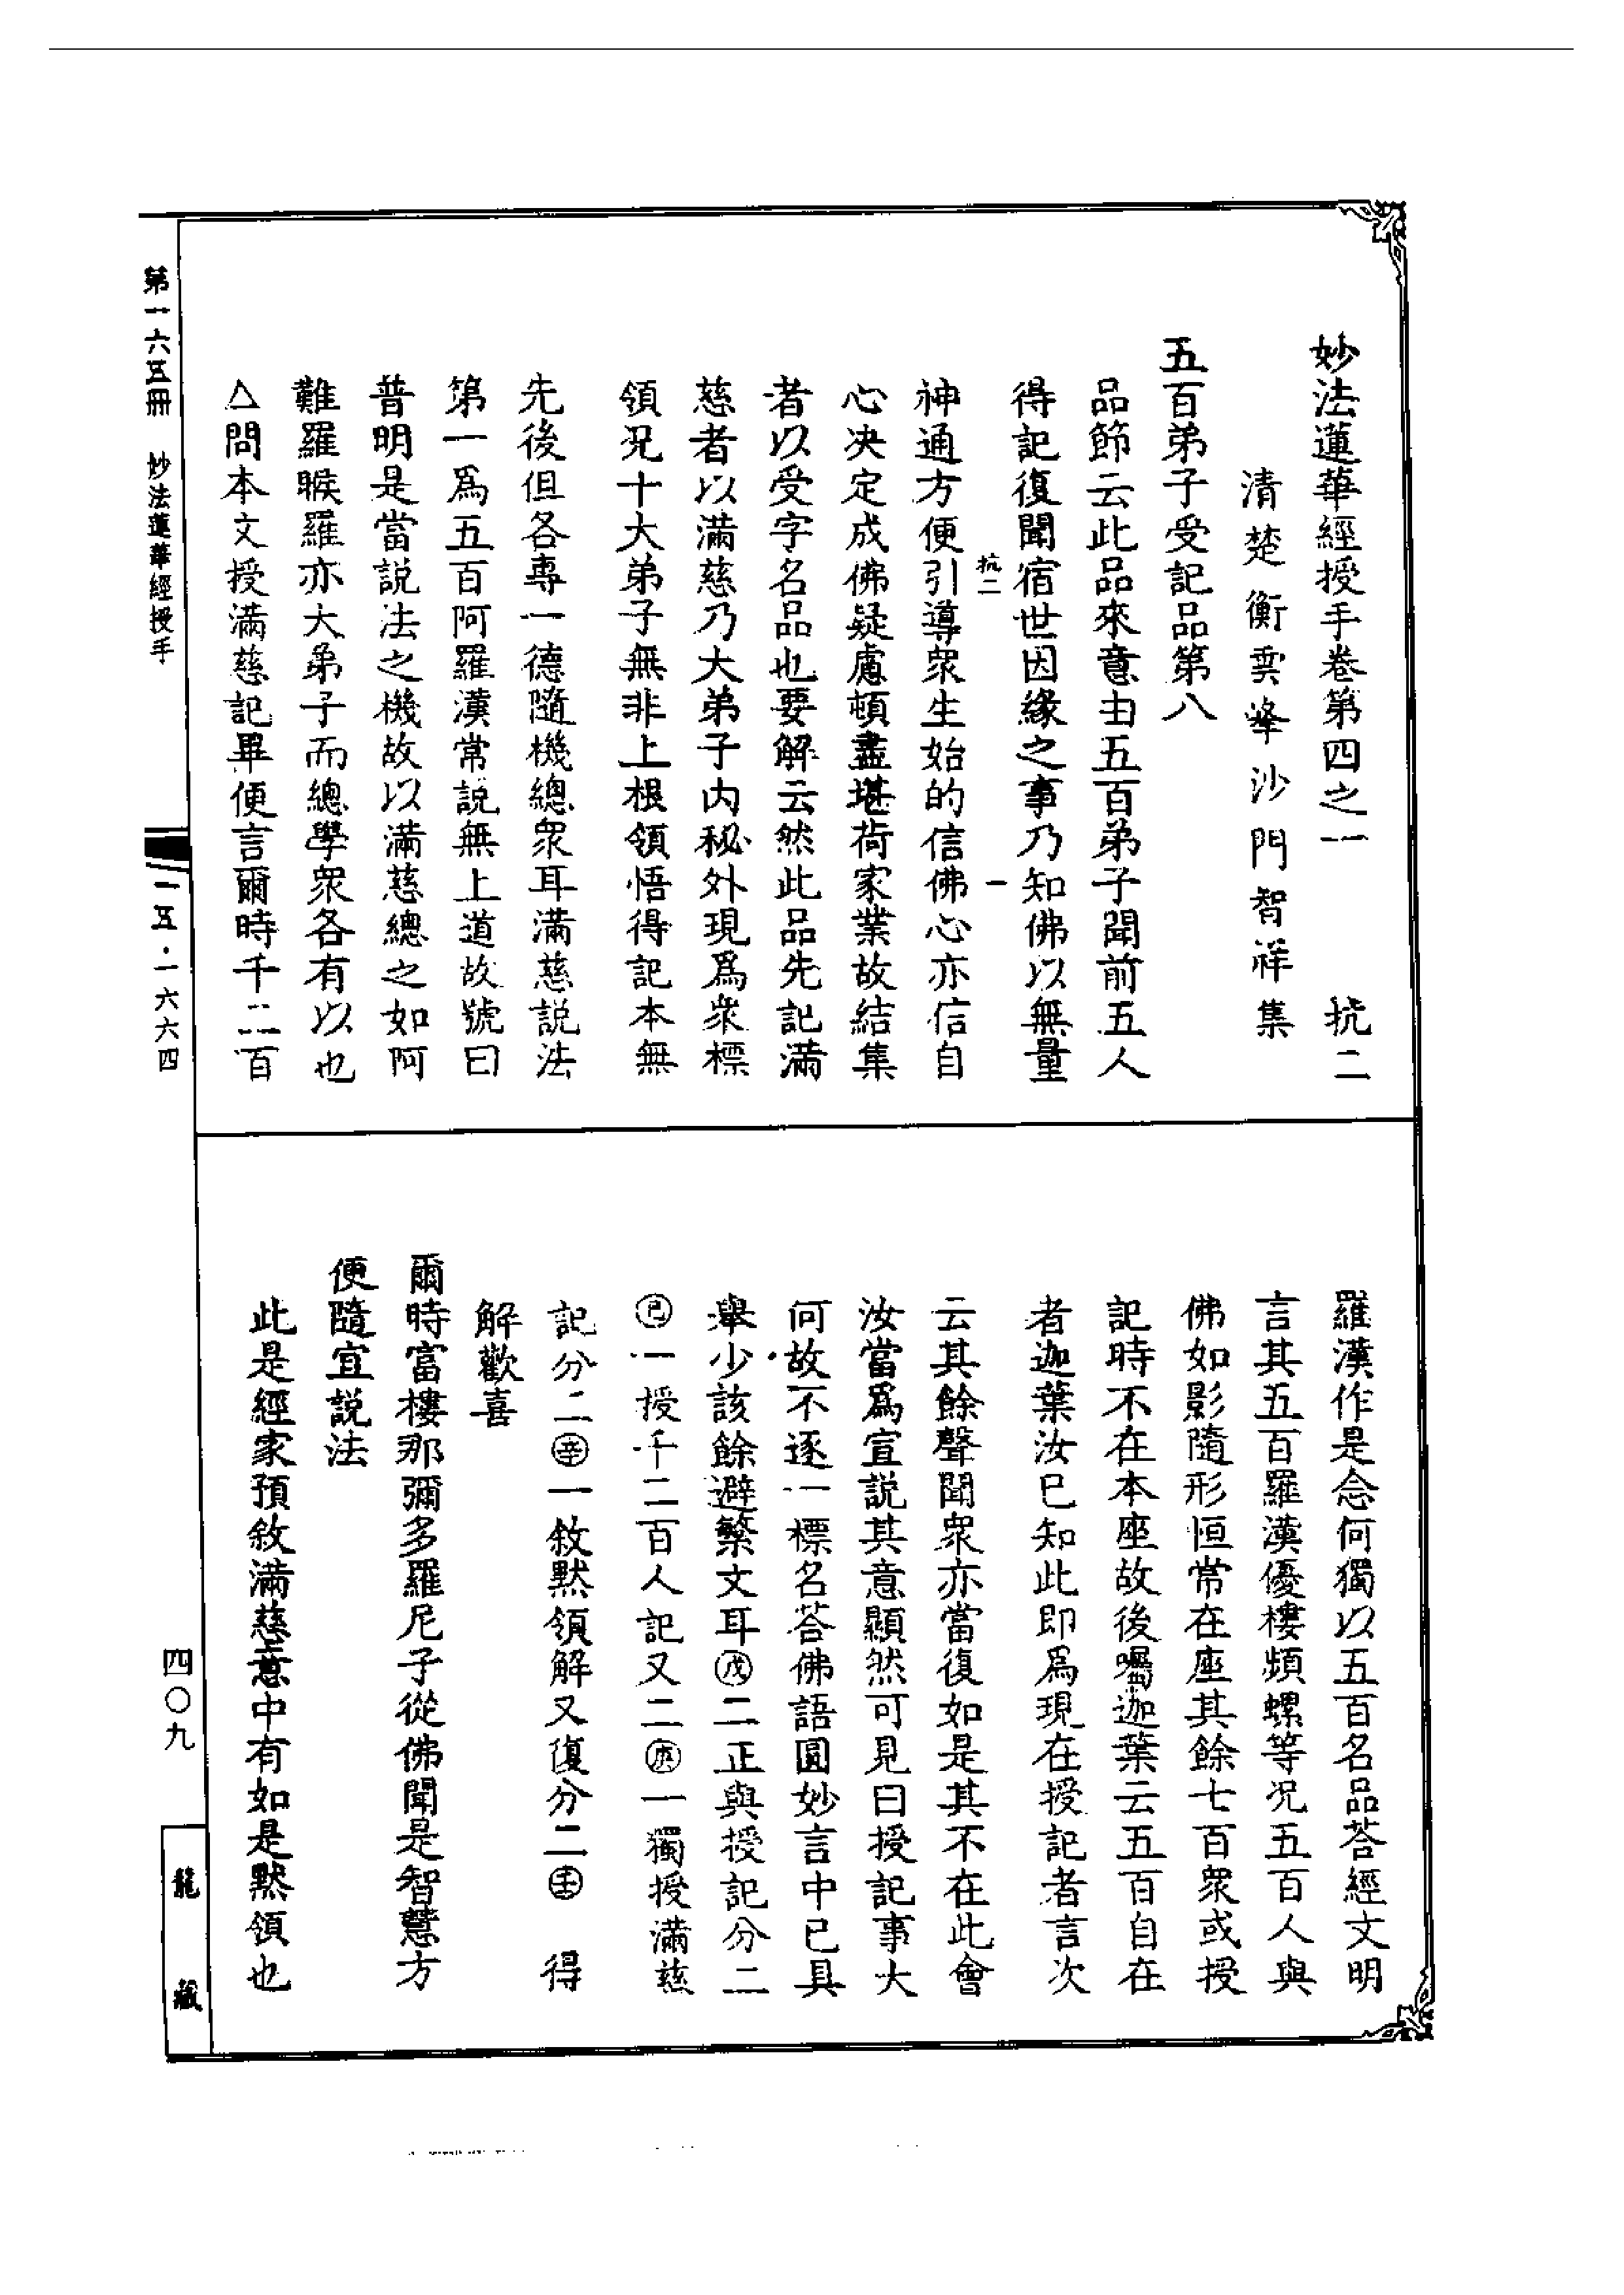 妙法蓮華經授手卷第四之一　抗二
清楚衡雲峰沙門智祥集
五百弟子受記品第八
品節云此品來意由五百弟子聞前五人
得記復聞宿世因緣之事乃知佛以無量
抗二　一
神通方便引導衆生始的信佛心亦信自
心決定成佛疑慮頓盡堪荷家業故結集
者以受字名品也要解云然此品先記滿
慈者以滿慈乃大弟子内秘外現爲衆標
領况十大弟子無非上根領悟得記本無
先後但各專一德隨機總衆耳滿慈説法
第一爲五百阿羅漢常説無上道故號曰
普明是當説法之機故以滿慈總之如阿
難羅睺羅亦大弟子而總學衆各有以也
△問本文授滿慈記畢便言爾時千二百
羅漢作是念何獨以五百名品荅經文明
言其五百羅漢優樓頻螺等况五百人與
佛如影隨形恒常在座其餘七百衆或授
記時不在本座故後囑迦葉云五百自在
者迦葉汝已知此即爲現在授記者言次
云其餘聲聞衆亦當復如是其不在此會
汝當爲宣説其意顯然可見曰授記事大
何故不逐一標名荅佛語圓妙言中已具
舉少該餘避繁文耳㊅二正與授記分二
㊂一授千二百人記又二㊄一獨授滿慈
記分二㊛一敘默領解又復分二㊤　得
解歡喜
爾時富樓那彌多羅尼子從佛聞是智慧方
便隨宜説法
此是經家預敘滿慈意中有如是默領也
第一六五冊　妙法蓮華經授手
一五·一六六四
四〇九
龍藏